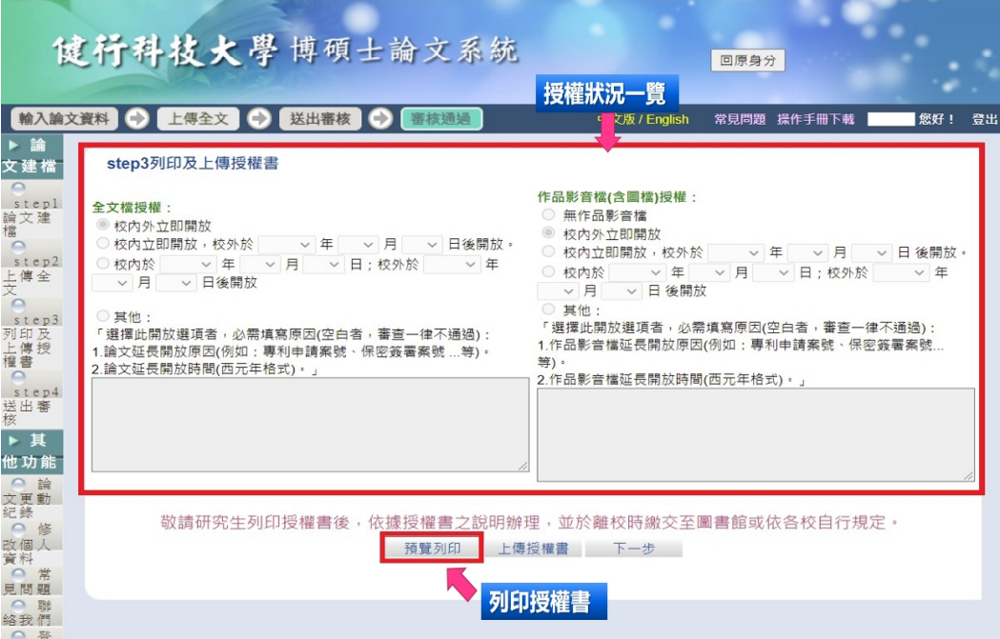 健行科技大學 博碩士論文系統
回原身分
授權狀況一覽
輸入論文資料 上傳全文 送出審核 審核通過
文版 / English 常見問題 操作手冊下載 您好！ 登出
論
文建檔
step1
論文建
檔
step2
上傳全
文
step3
列印及
上傳授
權書
step4
送出審
核
其
他功能
論
文更動
紀錄
修
改個人
資料
常
見問題
聯
絡我們
登
step3列印及上傳授權書
全文檔授權：
校內外立即開放
校內立即開放，校外於 年 月 日後開放。
校內於 年 月 日；校外於 年
月 日後開放
其他：
「選擇此開放選項者，必需填寫原因(空白者，審查一律不通過)：
1.論文延長開放原因(例如：專利申請案號、保密簽署案號 ...等)。
2.論文延長開放時間(西元年格式)。」
作品影音檔(含圖檔)授權：
無作品影音檔
校內外立即開放
校內立即開放，校外於 年 月 日 後開放。
校內於 年 月 日；校外於 年
月 日 後開放
其他：
「選擇此開放選項者，必需填寫原因(空白者，審查一律不通過)：
1.作品影音檔延長開放原因(例如：專利申請案號、保密簽署案號...
等)。
2.作品影音檔延長開放時間(西元年格式)。」
敬請研究生列印授權書後，依據授權書之說明辦理，並於離校時繳交至圖書館或依各校自行規定。
預覽列印 上傳授權書 下一步
列印授權書